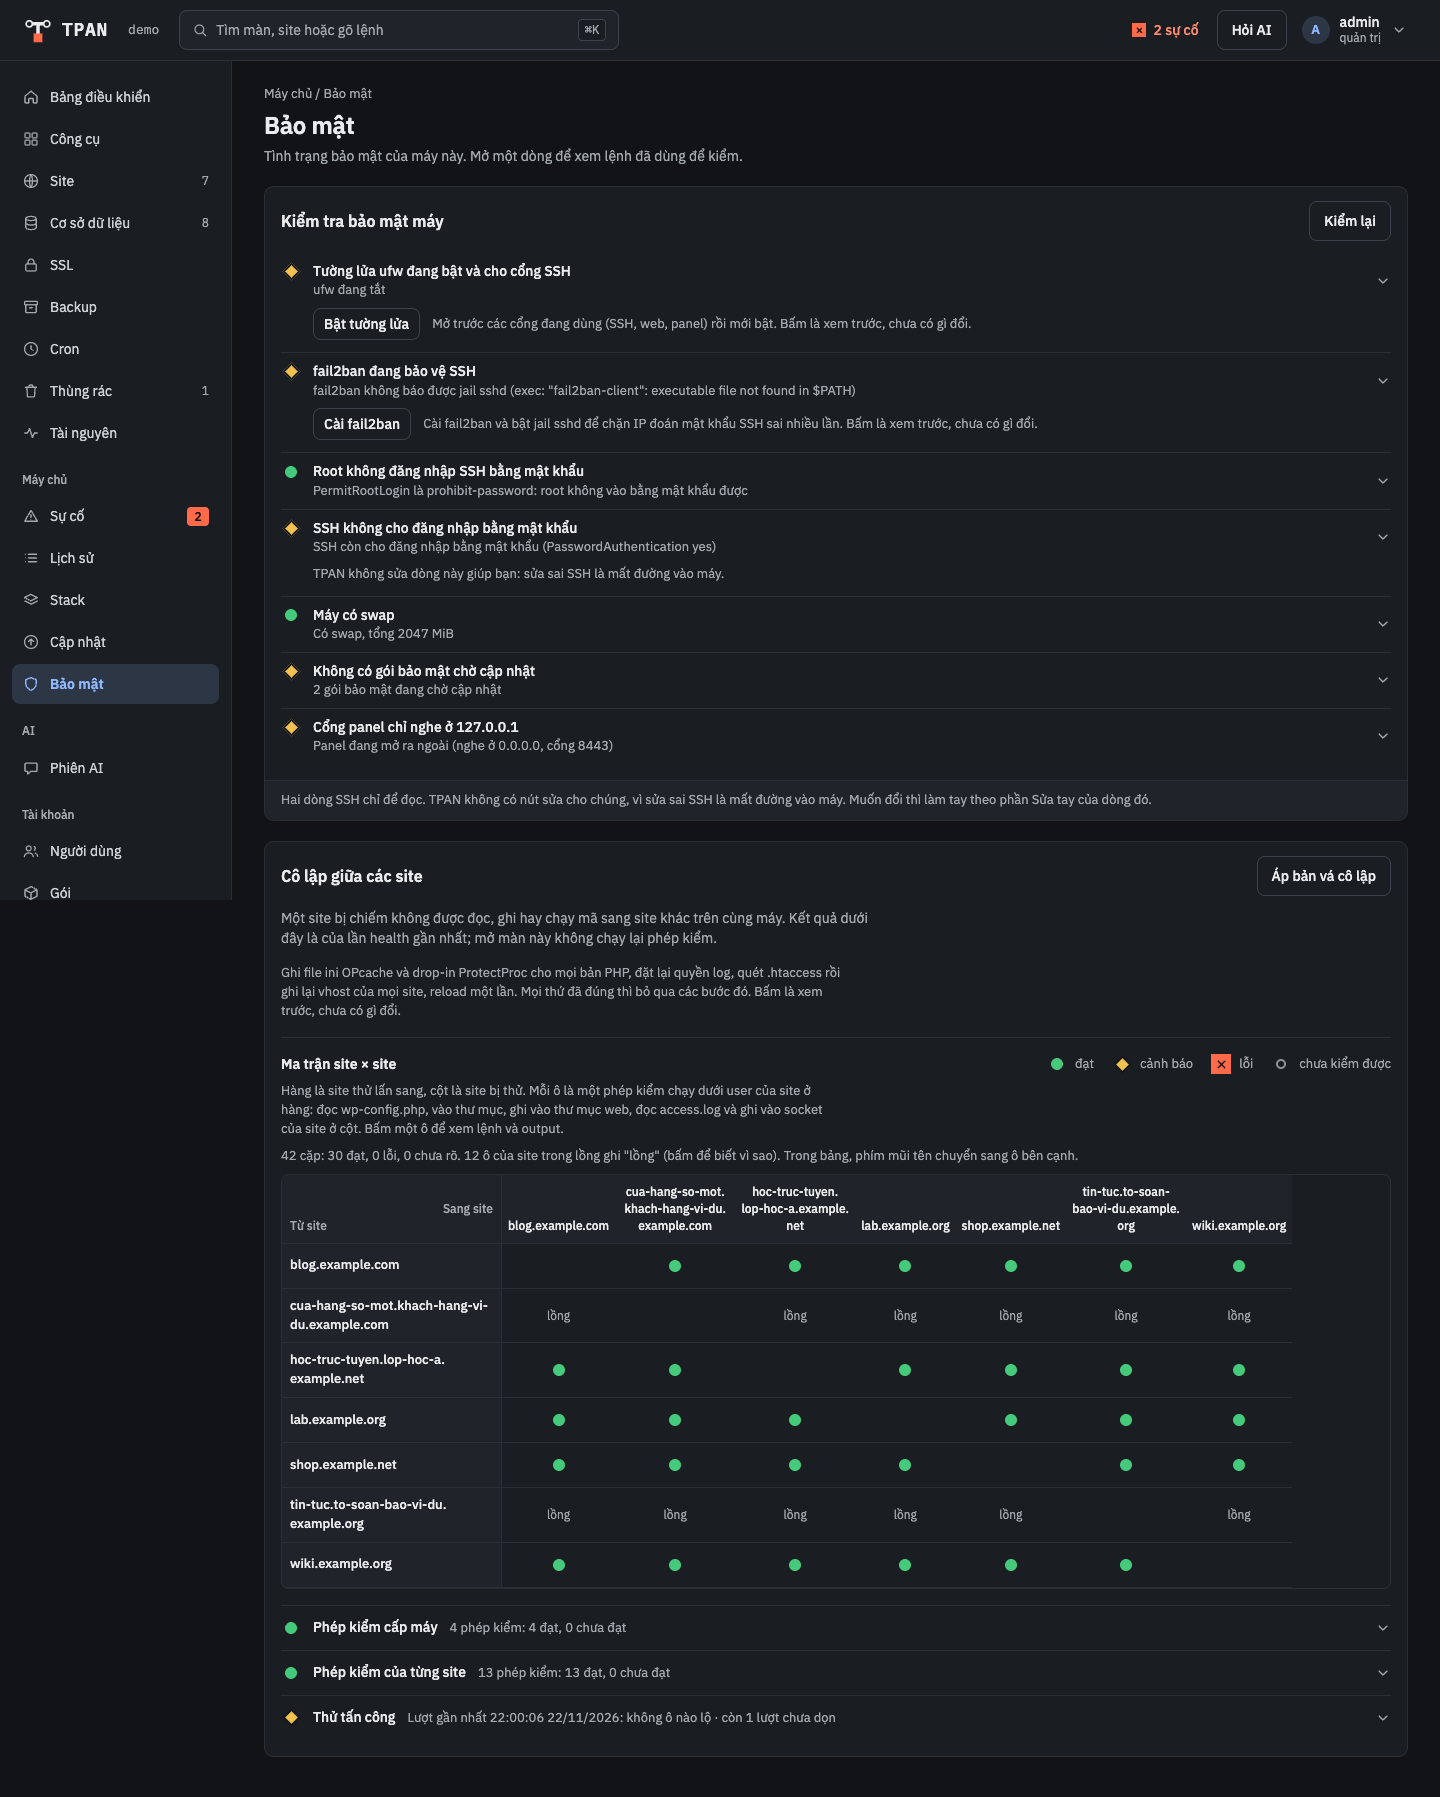 TPAN demo
Tìm màn, site hoặc gõ lệnh ⌘K
2 sự cố
Hỏi AI
A
admin
quản trị
Bảng điều khiển
Công cụ
Site 7
Cơ sở dữ liệu 8
SSL
Backup
Cron
Thùng rác 1
Tài nguyên
Máy chủ
Sự cố 2
Lịch sử
Stack
Cập nhật
Bảo mật
AI
Phiên AI
Tài khoản
Người dùng
Gói
Máy chủ / Bảo mật
Bảo mật
Tình trạng bảo mật của máy này. Mở một dòng để xem lệnh đã dùng để kiểm.
Kiểm tra bảo mật máy
Kiểm lại
Tường lửa ufw đang bật và cho cổng SSH
ufw đang tắt
Bật tường lửa Mở trước các cổng đang dùng (SSH, web, panel) rồi mới bật. Bấm là xem trước, chưa có gì đổi.
fail2ban đang bảo vệ SSH
fail2ban không báo được jail sshd (exec: "fail2ban-client": executable file not found in $PATH)
Cài fail2ban Cài fail2ban và bật jail sshd để chặn IP đoán mật khẩu SSH sai nhiều lần. Bấm là xem trước, chưa có gì đổi.
Root không đăng nhập SSH bằng mật khẩu
PermitRootLogin là prohibit-password: root không vào bằng mật khẩu được
SSH không cho đăng nhập bằng mật khẩu
SSH còn cho đăng nhập bằng mật khẩu (PasswordAuthentication yes)
TPAN không sửa dòng này giúp bạn: sửa sai SSH là mất đường vào máy.
Máy có swap
Có swap, tổng 2047 MiB
Không có gói bảo mật chờ cập nhật
2 gói bảo mật đang chờ cập nhật
Cổng panel chỉ nghe ở 127.0.0.1
Panel đang mở ra ngoài (nghe ở 0.0.0.0, cổng 8443)
Hai dòng SSH chỉ để đọc. TPAN không có nút sửa cho chúng, vì sửa sai SSH là mất đường vào máy. Muốn đổi thì làm tay theo phần Sửa tay của dòng đó.
Cô lập giữa các site
Áp bản vá cô lập
Một site bị chiếm không được đọc, ghi hay chạy mã sang site khác trên cùng máy. Kết quả dưới
đây là của lần health gần nhất; mở màn này không chạy lại phép kiểm.
Ghi file ini OPcache và drop-in ProtectProc cho mọi bản PHP, đặt lại quyền log, quét .htaccess rồi
ghi lại vhost của mọi site, reload một lần. Mọi thứ đã đúng thì bỏ qua các bước đó. Bấm là xem
trước, chưa có gì đổi.
Ma trận site × site
đạt cảnh báo lỗi chưa kiểm được
Hàng là site thử lấn sang, cột là site bị thử. Mỗi ô là một phép kiểm chạy dưới user của site ở
hàng: đọc wp-config.php, vào thư mục, ghi vào thư mục web, đọc access.log và ghi vào socket
của site ở cột. Bấm một ô để xem lệnh và output.
42 cặp: 30 đạt, 0 lỗi, 0 chưa rõ. 12 ô của site trong lồng ghi "lồng" (bấm để biết vì sao). Trong bảng, phím mũi tên chuyển sang ô bên cạnh.
Sang site
Từ site
blog.example.com
cua-hang-so-mot.
khach-hang-vi-du.
example.com
hoc-truc-tuyen.
lop-hoc-a.example.
net
lab.example.org
shop.example.net
tin-tuc.to-soan-
bao-vi-du.example.
org
wiki.example.org
blog.example.com
cua-hang-so-mot.khach-hang-vi-
du.example.com
lồng lồng lồng lồng lồng lồng
hoc-truc-tuyen.lop-hoc-a.
example.net
lab.example.org
shop.example.net
tin-tuc.to-soan-bao-vi-du.
example.org
lồng lồng lồng lồng lồng lồng
wiki.example.org
Phép kiểm cấp máy 4 phép kiểm: 4 đạt, 0 chưa đạt
Phép kiểm của từng site 13 phép kiểm: 13 đạt, 0 chưa đạt
Thử tấn công Lượt gần nhất 22:00:06 22/11/2026: không ô nào lộ · còn 1 lượt chưa dọn